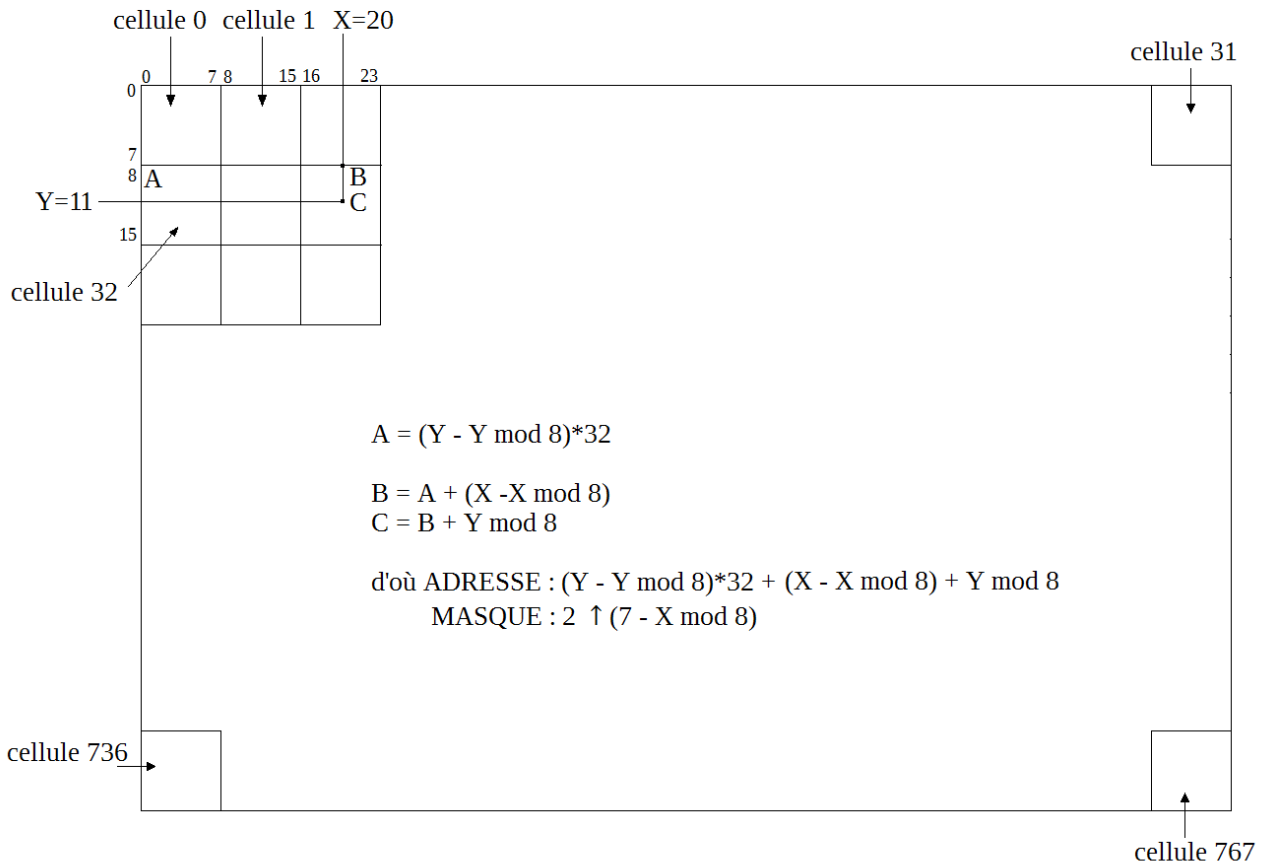 cellule 0 cellule 1 X=20
cellule 31
0 7 8 15 16 23
0
7
8 A B
Y=11 C
15
cellule 32
A = (Y - Y mod 8)*32
B = A + (X -X mod 8)
C = B + Y mod 8
d'où ADRESSE : (Y - Y mod 8)*32 + (X - X mod 8) + Y mod 8
MASQUE : 2 ↑ (7 - X mod 8)
cellule 736
cellule 767